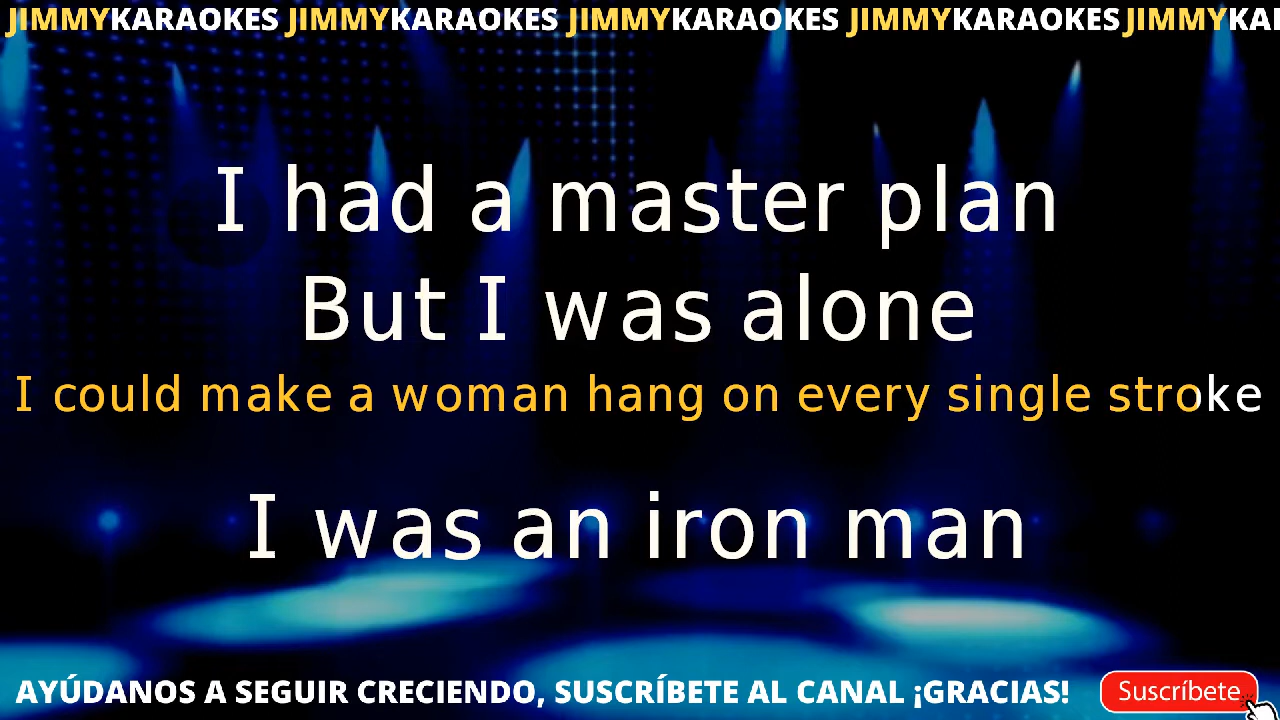 JIMMYKARAOKES JIMMYKARAOKES JIMMYKARAOKES JIMMYKARAOKES JIMMYKA
I had a master plan
But I was alone
I could make a woman hang on every single stroke
I was an iron man
AYÚDANOS A SEGUIR CRECIENDO, SUSCRÍBETE AL CANAL ¡GRACIAS! Suscríbete